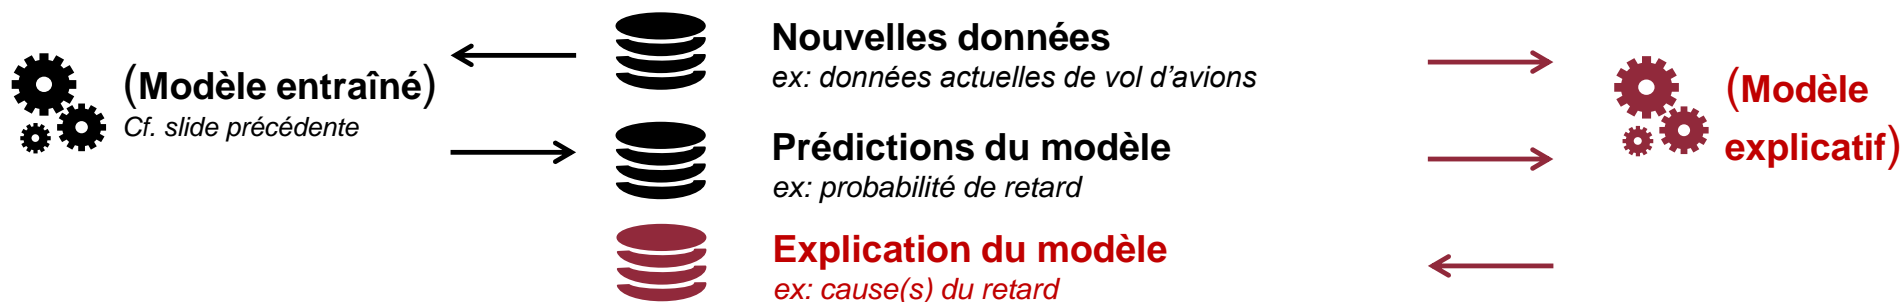 (Modèle entraîné)
Cf. slide précédente
Nouvelles données
ex: données actuelles de vol d’avions
Prédictions du modèle
ex: probabilité de retard
Explication du modèle
ex: cause(s) du retard
(Modèle
explicatif)